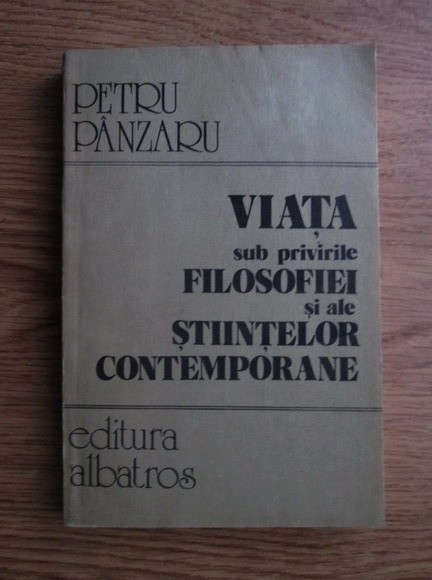 PETRU
PÂNZARU
VIAȚA
sub privirile
FILOSOFIEI
și ale
ȘTIINȚELOR
CONTEMPORANE
editura
albatros